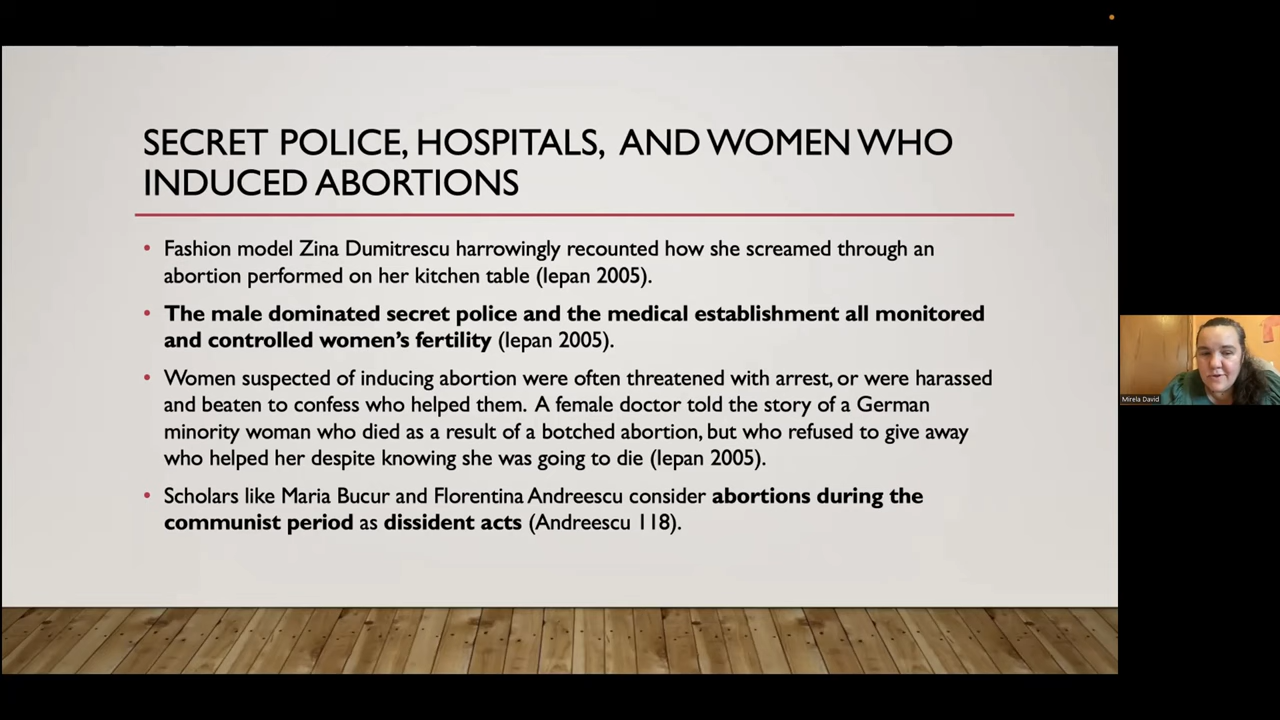 SECRET POLICE, HOSPITALS, AND WOMEN WHO
INDUCED ABORTIONS
• Fashion model Zina Dumitrescu harrowingly recounted how she screamed through an
abortion performed on her kitchen table (Iepan 2005).
• The male dominated secret police and the medical establishment all monitored
and controlled women's fertility (Iepan 2005).
• Women suspected of inducing abortion were often threatened with arrest, or were harassed
and beaten to confess who helped them. A female doctor told the story of a German
minority woman who died as a result of a botched abortion, but who refused to give away
who helped her despite knowing she was going to die (Iepan 2005).
• Scholars like Maria Bucur and Florentina Andreescu consider abortions during the
communist period as dissident acts (Andreescu 118).
Mirela David